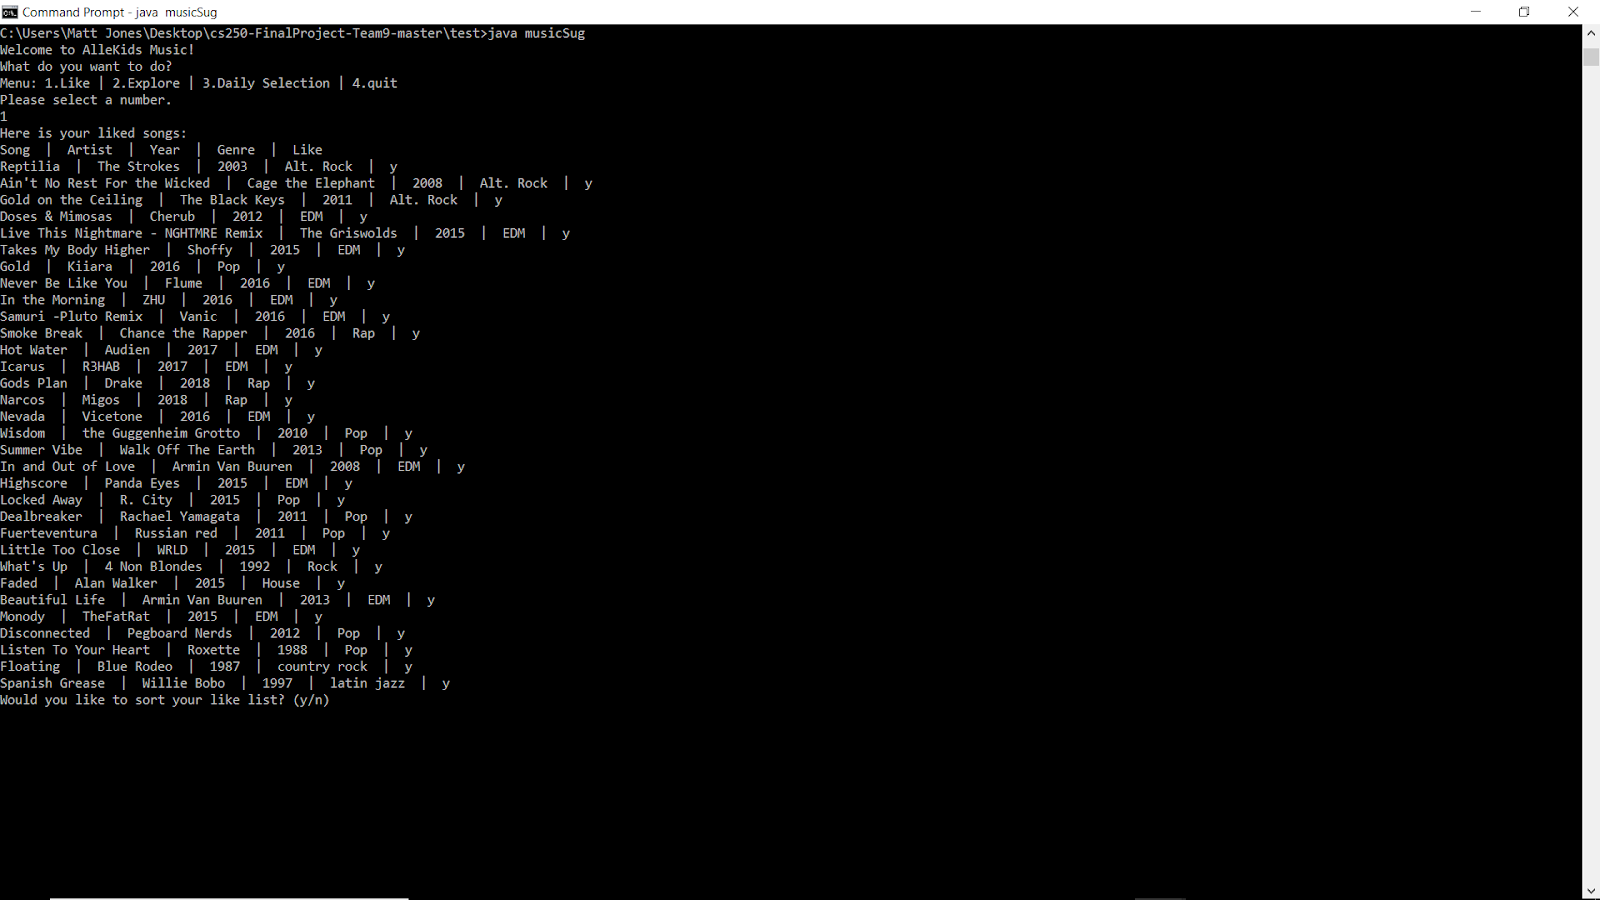 Command Prompt - java  musicSug
C:\Users\Matt Jones\Desktop\cs250-FinalProject-Team9-master\test>java musicSug
Welcome to AlleKids Music!
What do you want to do?
Menu: 1.Like | 2.Explore | 3.Daily Selection | 4.quit
Please select a number.
1
Here is your liked songs:
Song  |  Artist  |  Year  |  Genre  |  Like
Reptilia  |  The Strokes  |  2003  |  Alt. Rock  |  y
Ain't No Rest For the Wicked  |  Cage the Elephant  |  2008  |  Alt. Rock  |  y
Gold on the Ceiling  |  The Black Keys  |  2011  |  Alt. Rock  |  y
Doses & Mimosas  |  Cherub  |  2012  |  EDM  |  y
Live This Nightmare - NGHTMRE Remix  |  The Griswolds  |  2015  |  EDM  |  y
Takes My Body Higher  |  Shoffy  |  2015  |  EDM  |  y
Gold  |  Kiiara  |  2016  |  Pop  |  y
Never Be Like You  |  Flume  |  2016  |  EDM  |  y
In the Morning  |  ZHU  |  2016  |  EDM  |  y
Samuri -Pluto Remix  |  Vanic  |  2016  |  EDM  |  y
Smoke Break  |  Chance the Rapper  |  2016  |  Rap  |  y
Hot Water  |  Audien  |  2017  |  EDM  |  y
Icarus  |  R3HAB  |  2017  |  EDM  |  y
Gods Plan  |  Drake  |  2018  |  Rap  |  y
Narcos  |  Migos  |  2018  |  Rap  |  y
Nevada  |  Vicetone  |  2016  |  EDM  |  y
Wisdom  |  the Guggenheim Grotto  |  2010  |  Pop  |  y
Summer Vibe  |  Walk Off The Earth  |  2013  |  Pop  |  y
In and Out of Love  |  Armin Van Buuren  |  2008  |  EDM  |  y
Highscore  |  Panda Eyes  |  2015  |  EDM  |  y
Locked Away  |  R. City  |  2015  |  Pop  |  y
Dealbreaker  |  Rachael Yamagata  |  2011  |  Pop  |  y
Fuerteventura  |  Russian red  |  2011  |  Pop  |  y
Little Too Close  |  WRLD  |  2015  |  EDM  |  y
What's Up  |  4 Non Blondes  |  1992  |  Rock  |  y
Faded  |  Alan Walker  |  2015  |  House  |  y
Beautiful Life  |  Armin Van Buuren  |  2013  |  EDM  |  y
Monody  |  TheFatRat  |  2015  |  EDM  |  y
Disconnected  |  Pegboard Nerds  |  2012  |  Pop  |  y
Listen To Your Heart  |  Roxette  |  1988  |  Pop  |  y
Floating  |  Blue Rodeo  |  1987  |  country rock  |  y
Spanish Grease  |  Willie Bobo  |  1997  |  latin jazz  |  y
Would you like to sort your like list? (y/n)